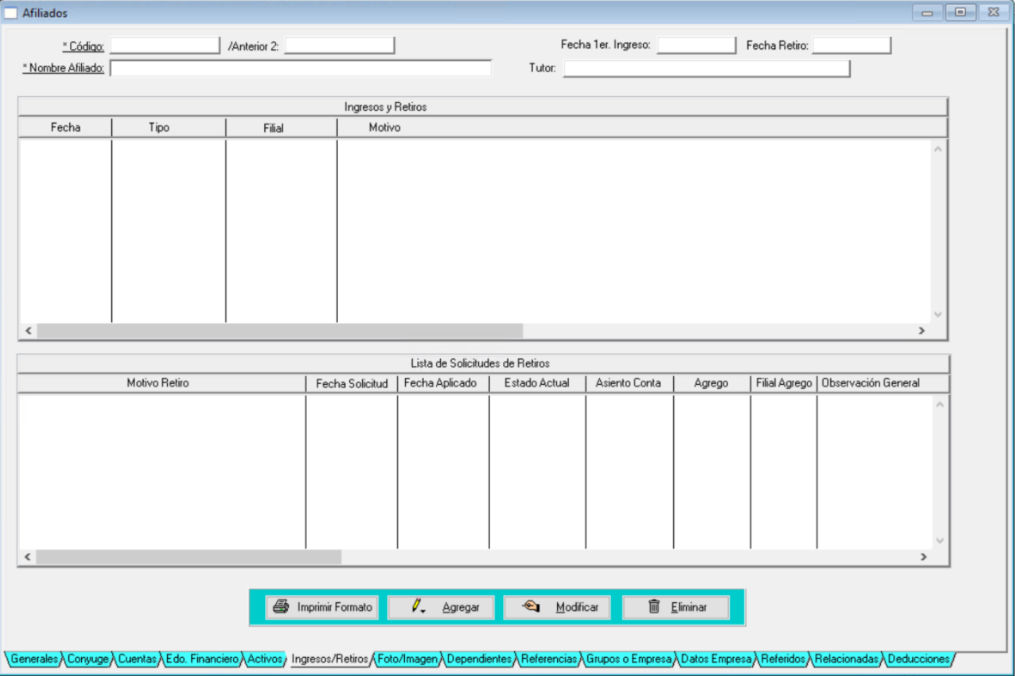 Afiliados
* Código: /Anterior 2: Fecha 1er. Ingreso: Fecha Retiro:
* Nombre Afiliado: Tutor:
Ingresos y Retiros
Fecha Tipo Filial Motivo
Lista de Solicitudes de Retiros
Motivo Retiro Fecha Solicitud Fecha Aplicado Estado Actual Asiento Conta Agrego Filial Agrego Observación General
Imprimir Formato Agregar Modificar Eliminar
Generales Conyuge Cuentas Edo. Financiero Activos Ingresos/Retiros Foto/Imagen Dependientes Referencias Grupos o Empresa Datos Empresa Referidos Relacionadas Deducciones